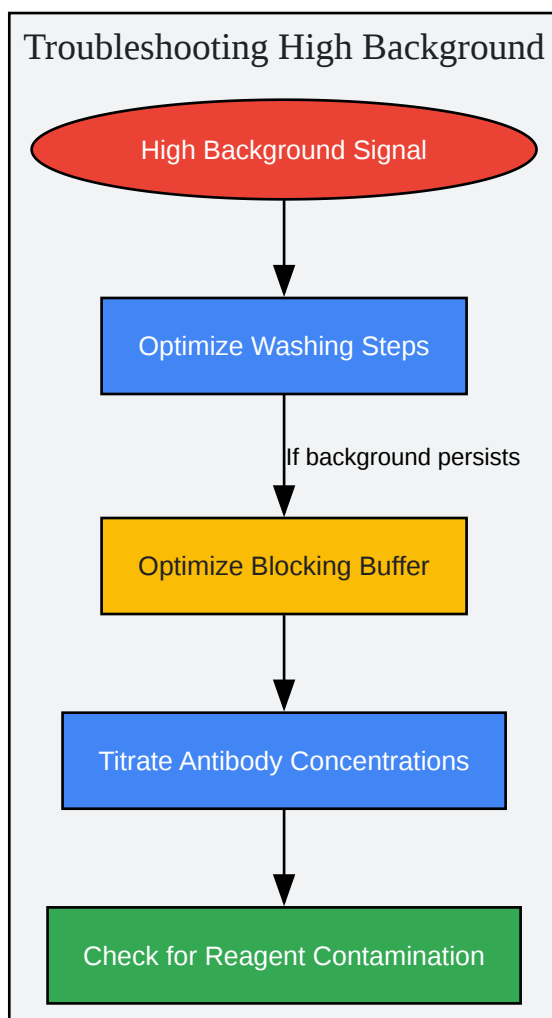 Troubleshooting High Background
High Background Signal
Optimize Washing Steps
If background persists
Optimize Blocking Buffer
Titrate Antibody Concentrations
Check for Reagent Contamination